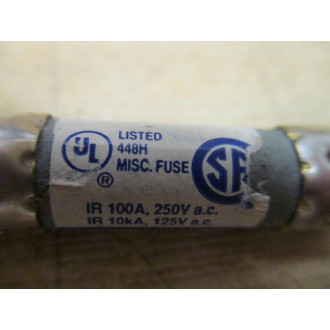 UL
®
LISTED
448H
MISC. FUSE
IR 100A, 250V a.c.
IR 10kA, 125V a.c.